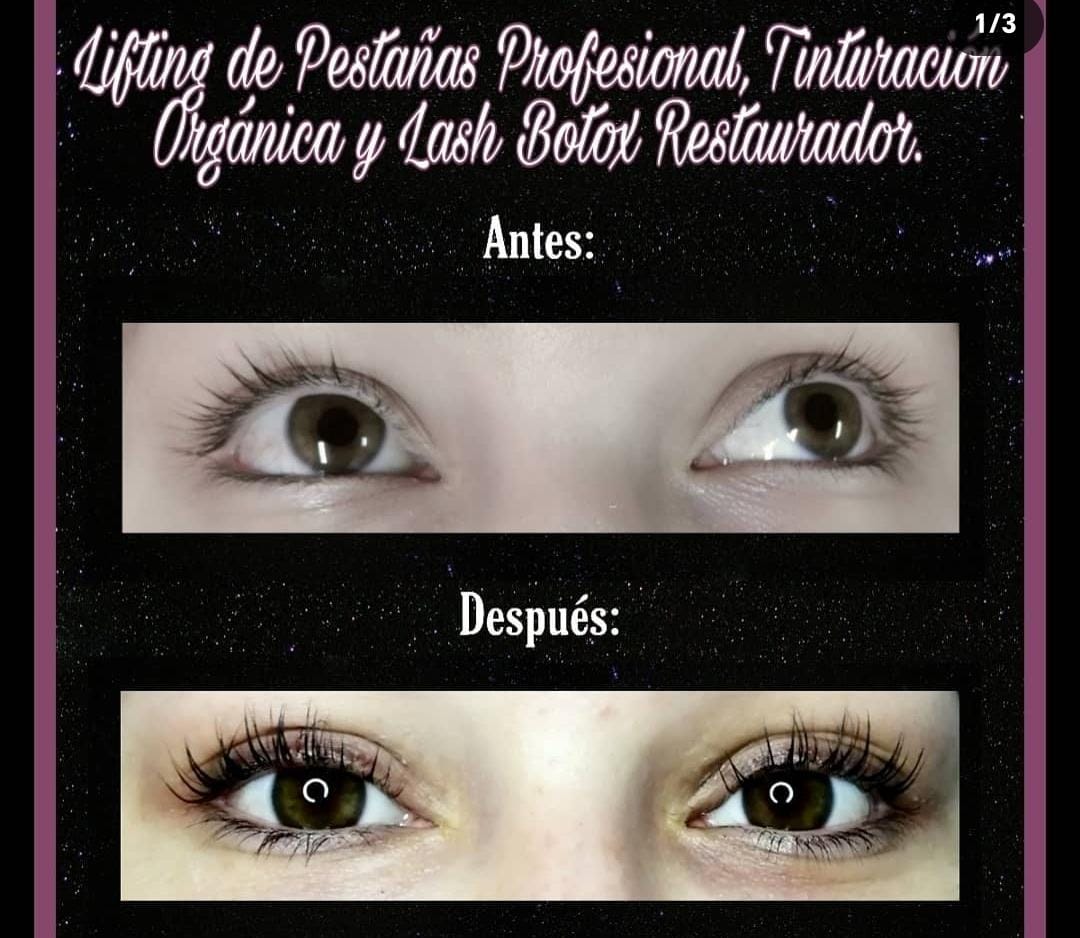 1/3
Lifting de Pestañas Profesional, Tinturación
Orgánica y Lash Botox Restaurador.
Antes:
Después: